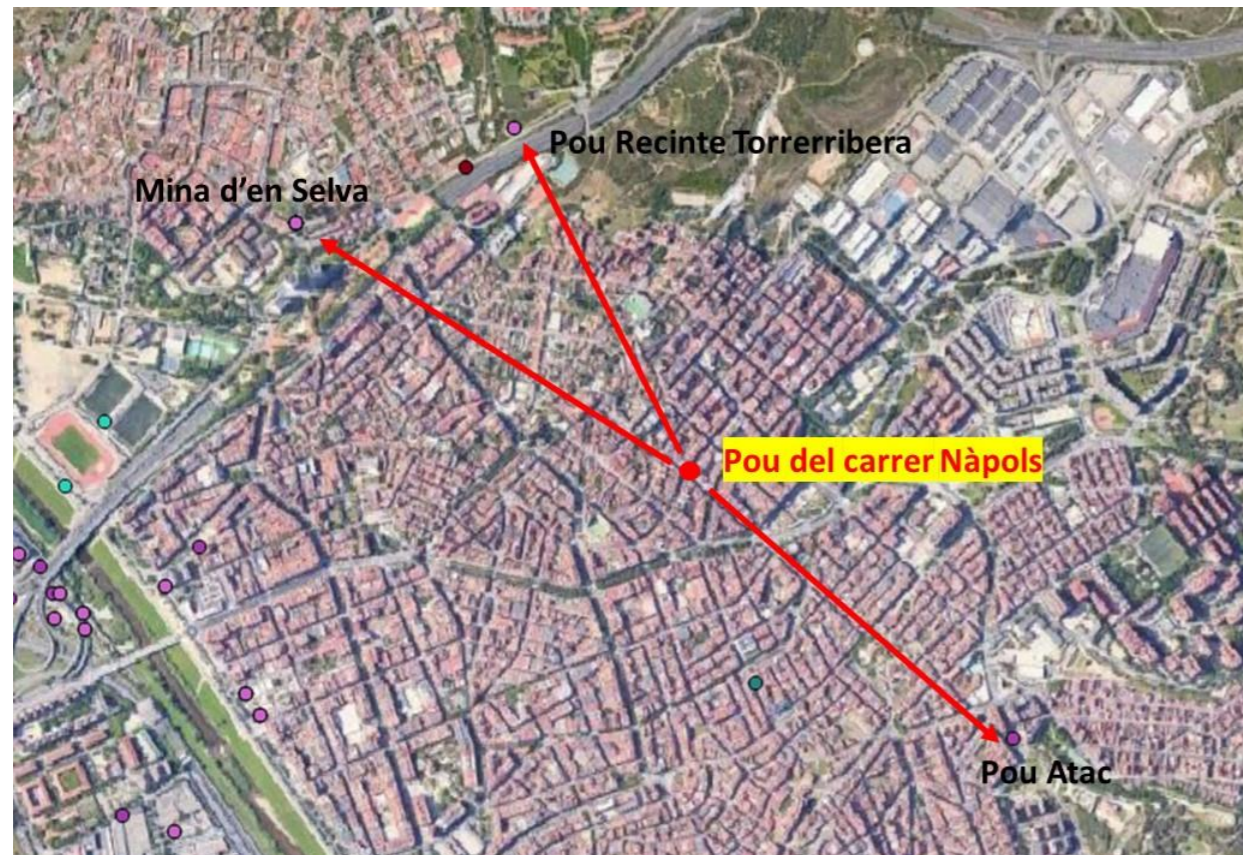 Pou Recinte Torrerribera
Mina d'en Selva
Pou del carrer Nàpols
Pou Atac